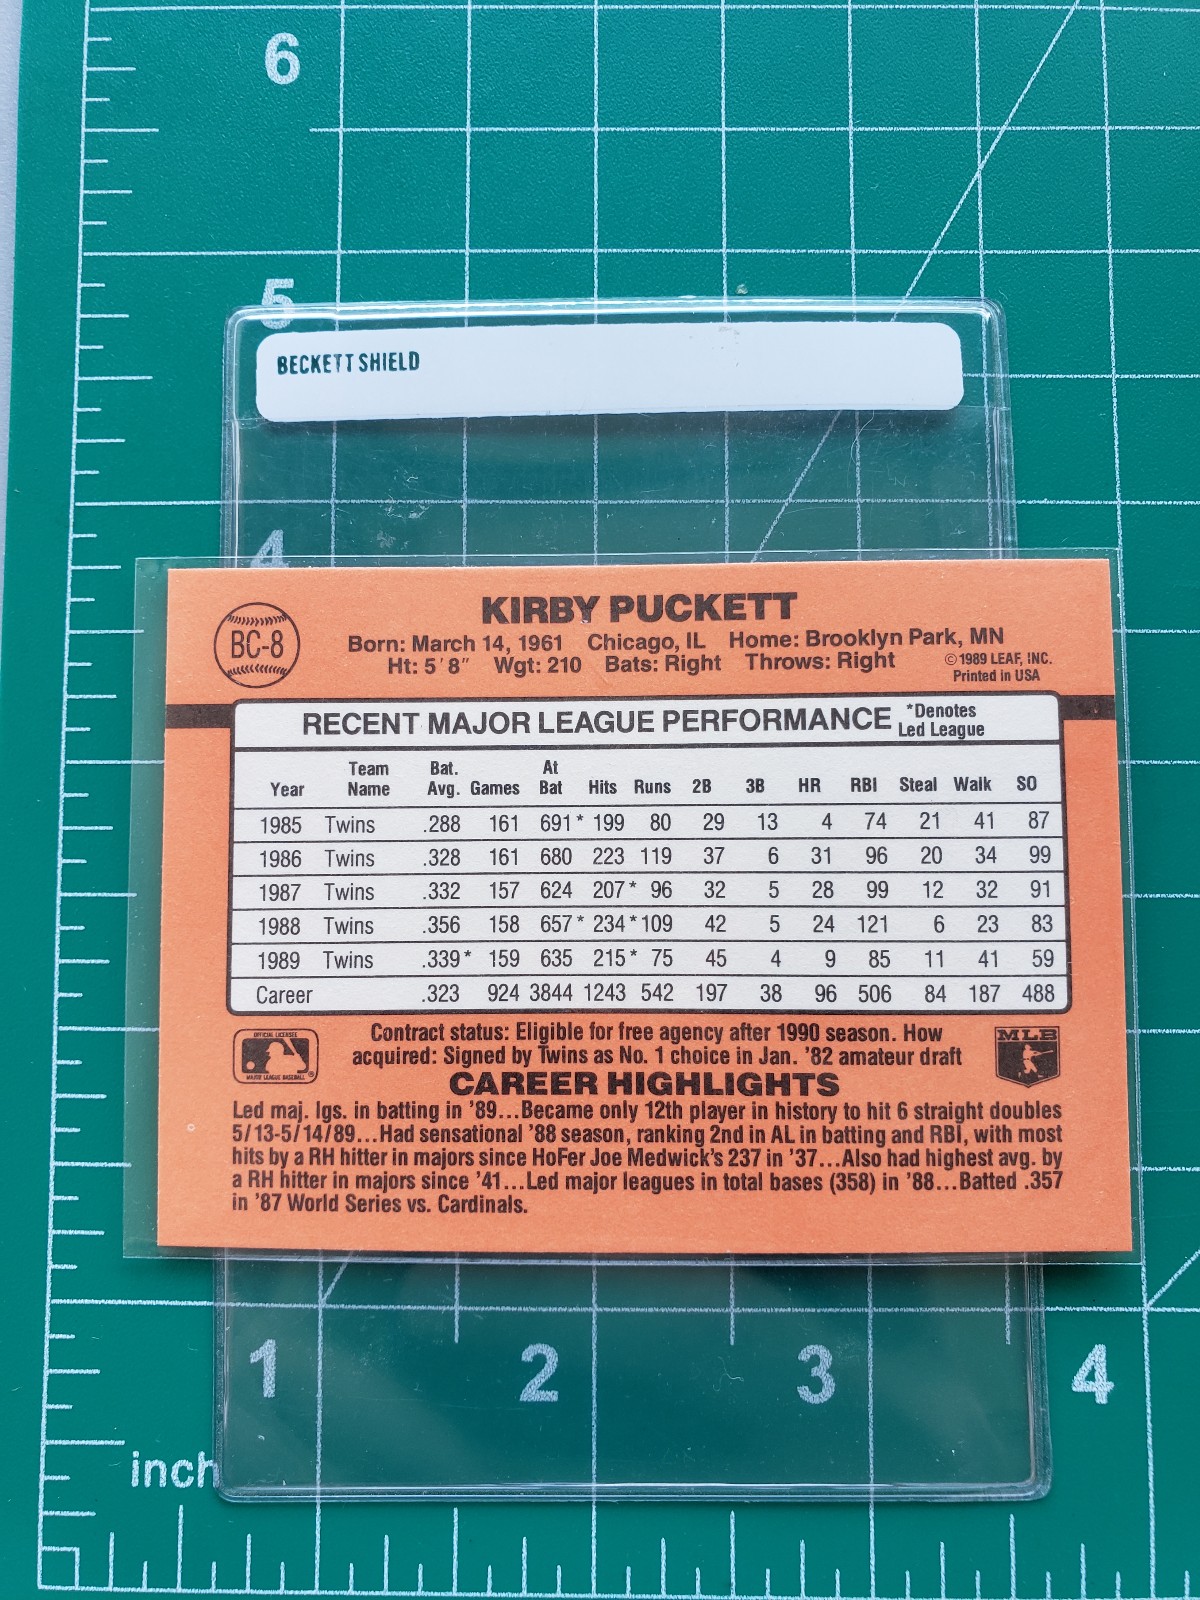 6
5
BECKETT SHIELD
4
BC-8
KIRBY PUCKETT
Born: March 14, 1961 Chicago, IL Home: Brooklyn Park, MN
Ht: 5'8" Wgt: 210 Bats: Right Throws: Right
©1989 LEAF, INC.
Printed in USA
RECENT MAJOR LEAGUE PERFORMANCE
*Denotes
Led League
Year Team Name Bat. Avg. Games At Bat Hits Runs 2B 3B HR RBI Steal Walk SO
1985 Twins .288 161 691* 199 80 29 13 4 74 21 41 87
1986 Twins .328 161 680 223 119 37 6 31 96 20 34 99
1987 Twins .332 157 624 207* 96 32 5 28 99 12 32 91
1988 Twins .356 158 657* 234* 109 42 5 24 121 6 23 83
1989 Twins .339* 159 635 215* 75 45 4 9 85 11 41 59
Career .323 924 3844 1243 542 197 38 96 506 84 187 488
OFFICIAL LICENSEE
MAJOR LEAGUE BASEBALL®
Contract status: Eligible for free agency after 1990 season. How
acquired: Signed by Twins as No. 1 choice in Jan. '82 amateur draft
MLB
CAREER HIGHLIGHTS
Led maj. lgs. in batting in '89...Became only 12th player in history to hit 6 straight doubles
5/13-5/14/89...Had sensational '88 season, ranking 2nd in AL in batting and RBI, with most
hits by a RH hitter in majors since HoFer Joe Medwick's 237 in '37...Also had highest avg. by
a RH hitter in majors since '41...Led major leagues in total bases (358) in '88...Batted .357
in '87 World Series vs. Cardinals.
1 2 3 4
inch